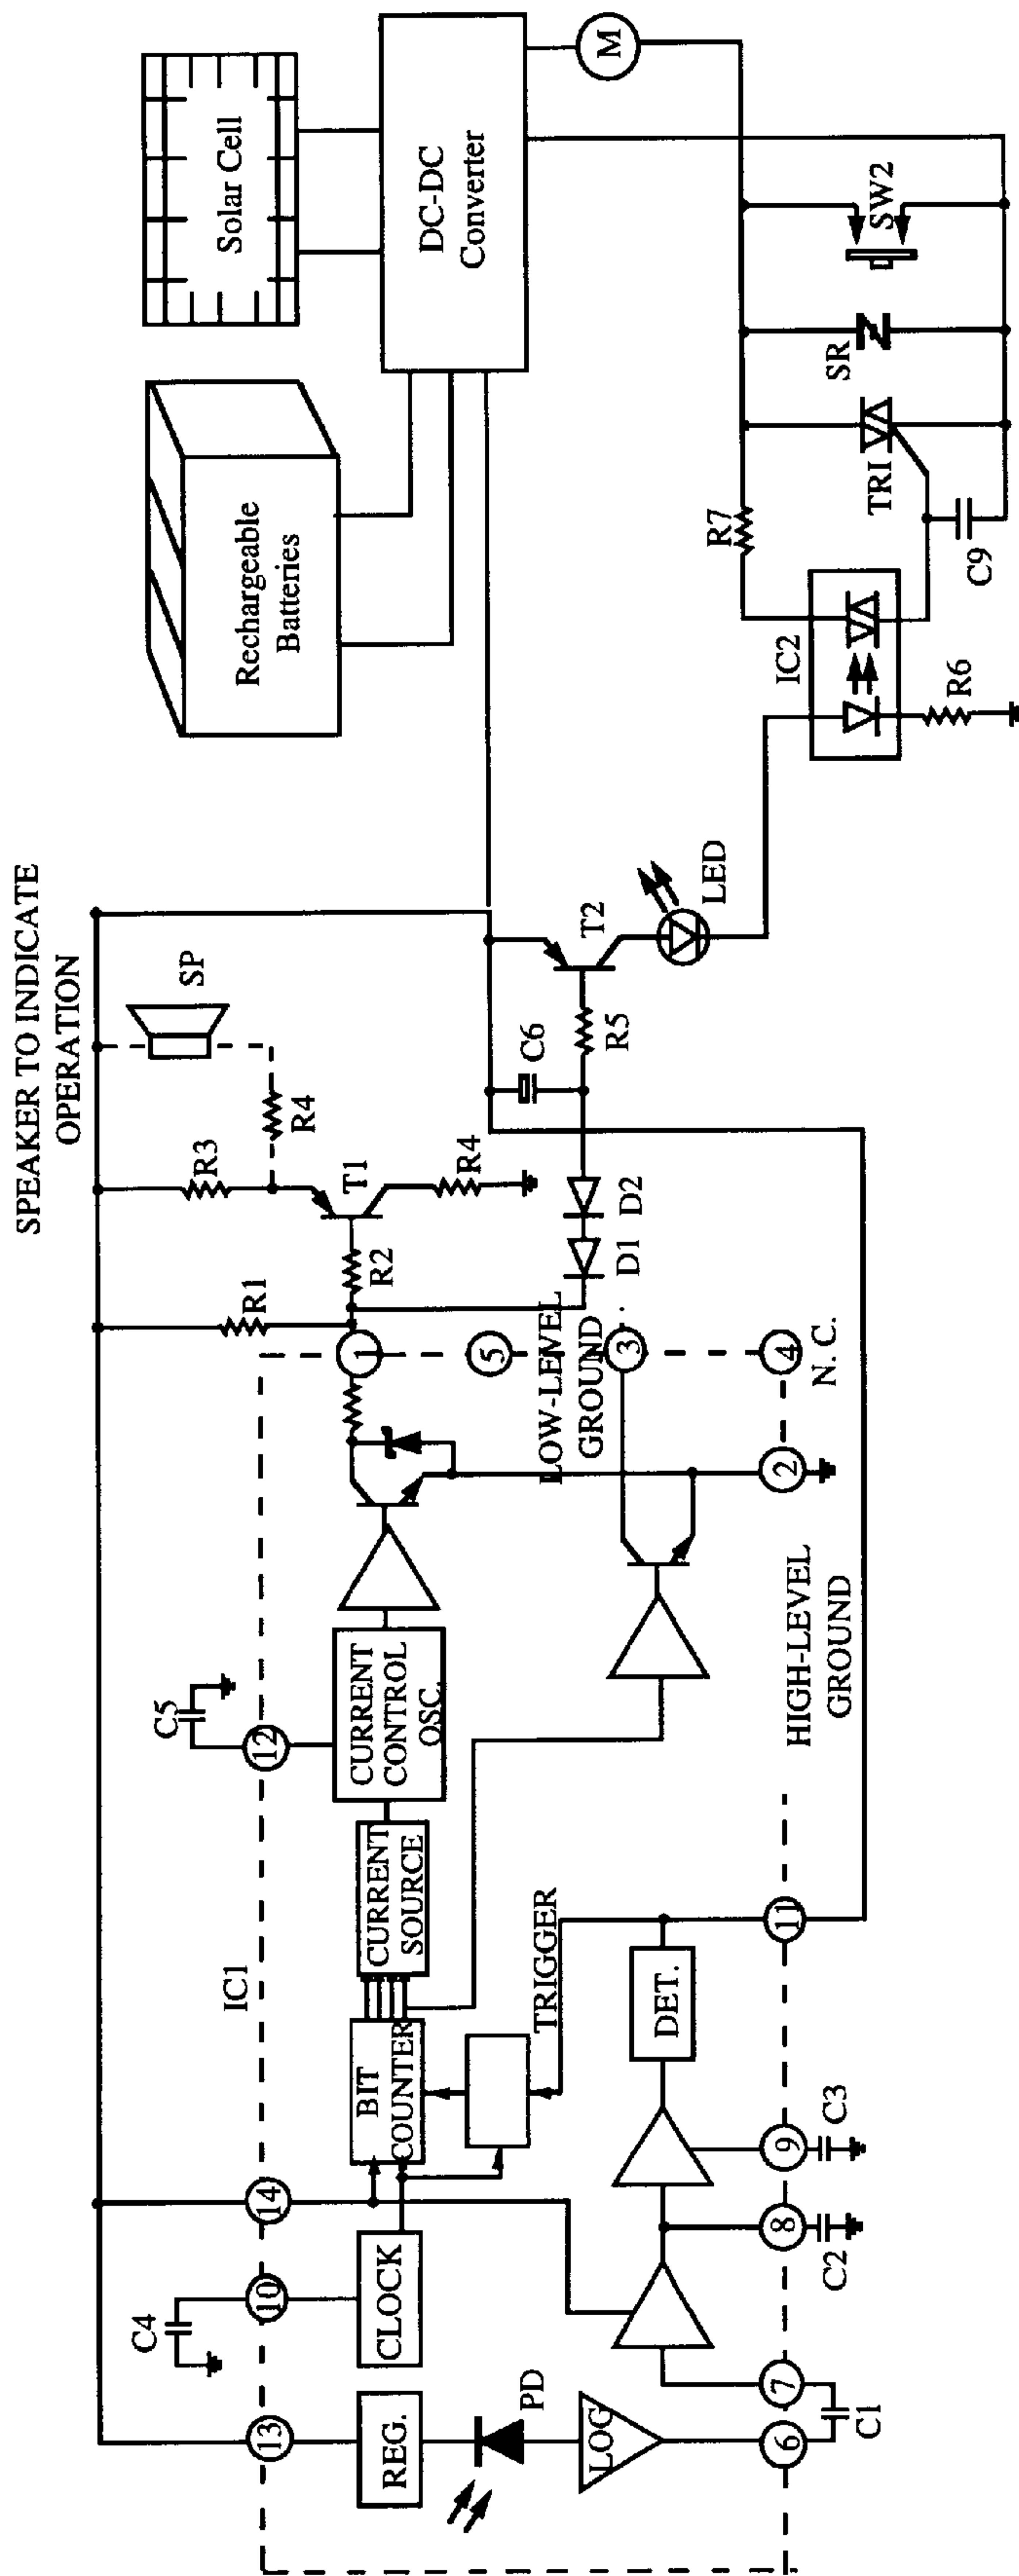 SPEAKER TO INDICATE
OPERATION
SP
R4
R3
R1
T1
R4
R2
IC1
C5
12
C4
10
14
13
REG.
CLOCK
BIT
COUNTER
CURRENT
SOURCE
CURRENT
CONTROL
OSC.
1
5
LOW-LEVEL
GROUND
3
4
N. C.
2
HIGH-LEVEL
GROUND
D1
D2
C6
R5
T2
LED
TRIGGER
DET.
PD
LOG
6
7
C1
8
C2
9
C3
11
Solar Cell
Rechargeable
Batteries
DC-DC
Converter
M
R7
IC2
R6
C9
TRI
SR
SW2